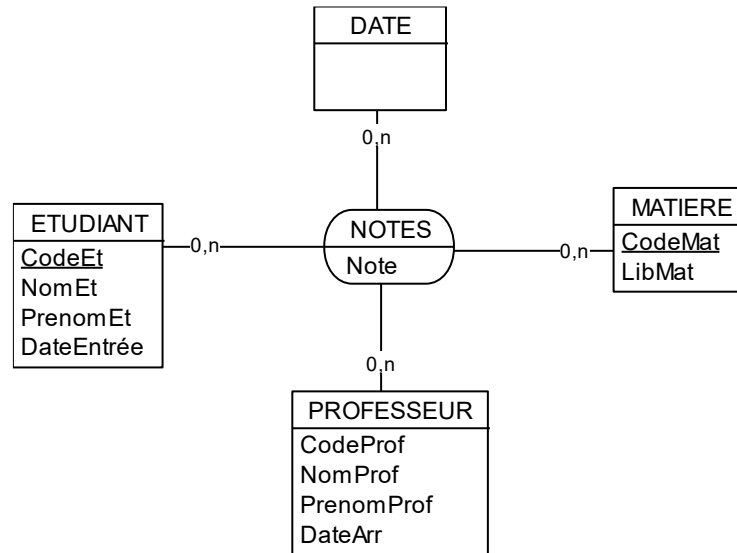 DATE
0,n
ETUDIANT
CodeEt
NomEt
PrenomEt
DateEntrée
0,n
NOTES
Note
0,n
MATIERE
CodeMat
LibMat
0,n
PROFESSEUR
CodeProf
NomProf
PrenomProf
DateArr